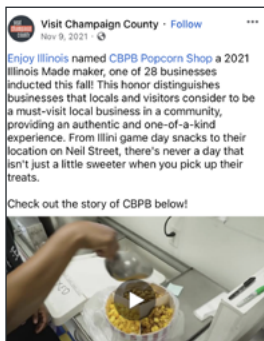 Visit Champaign County · Follow
Nov 9, 2021 ·
Enjoy Illinois named CBPB Popcorn Shop a 2021
Illinois Made maker, one of 28 businesses
inducted this fall! This honor distinguishes
businesses that locals and visitors consider to be
a must-visit local business in a community,
providing an authentic and one-of-a-kind
experience. From Illini game day snacks to their
location on Neil Street, there's never a day that
isn't just a little sweeter when you pick up their
treats.
Check out the story of CBPB below!